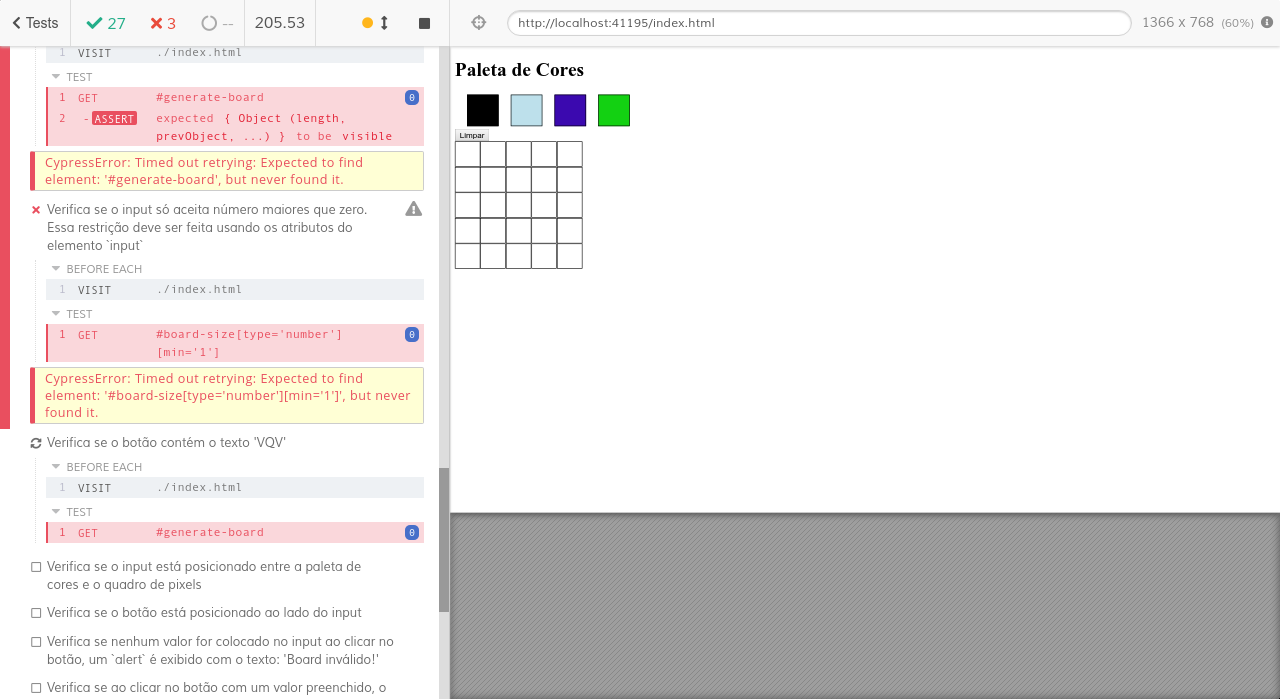 Tests
27
3
--
205.53
http://localhost:41195/index.html
1366 x 768 (60%)
1 VISIT ./index.html
TEST
1 GET #generate-board 0
2 -ASSERT expected { Object (length,
prevObject, ...) } to be visible
CypressError: Timed out retrying: Expected to find
element: '#generate-board', but never found it.
Verifica se o input só aceita número maiores que zero.
Essa restrição deve ser feita usando os atributos do
elemento `input`
BEFORE EACH
1 VISIT ./index.html
TEST
1 GET #board-size[type='number'] 0
[min='1']
CypressError: Timed out retrying: Expected to find
element: '#board-size[type='number'][min='1']', but never
found it.
Verifica se o botão contém o texto 'VQV'
BEFORE EACH
1 VISIT ./index.html
TEST
1 GET #generate-board 0
Verifica se o input está posicionado entre a paleta de
cores e o quadro de pixels
Verifica se o botão está posicionado ao lado do input
Verifica se nenhum valor for colocado no input ao clicar no
botão, um `alert` é exibido com o texto: 'Board inválido!'
Verifica se ao clicar no botão com um valor preenchido, o
Paleta de Cores
Limpar